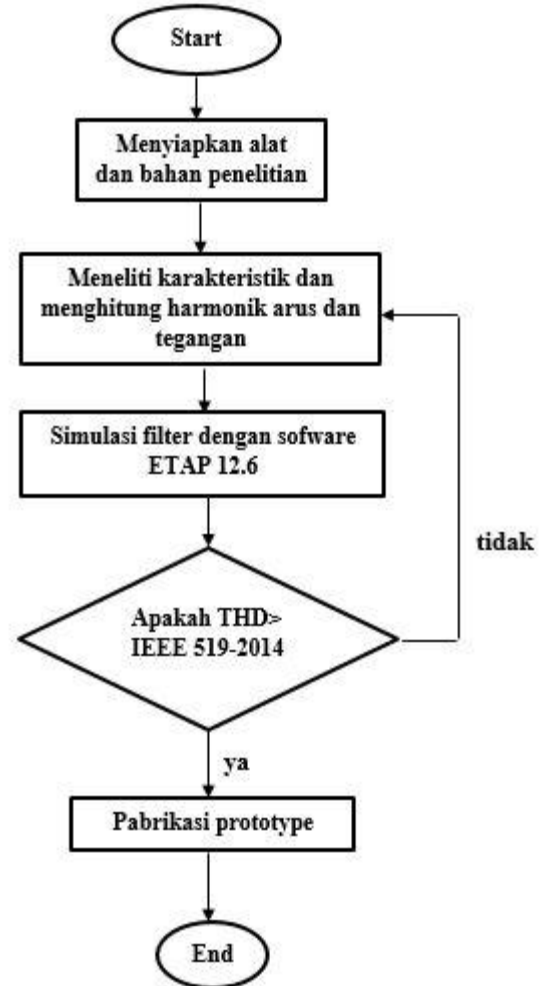 Start
Menyiapkan alat
dan bahan penelitian
Meneliti karakteristik dan
menghitung harmonik arus dan
tegangan
Simulasi filter dengan sofware
ETAP 12.6
tidak
Apakah THD>
IEEE 519-2014
ya
Pabrikasi prototype
End